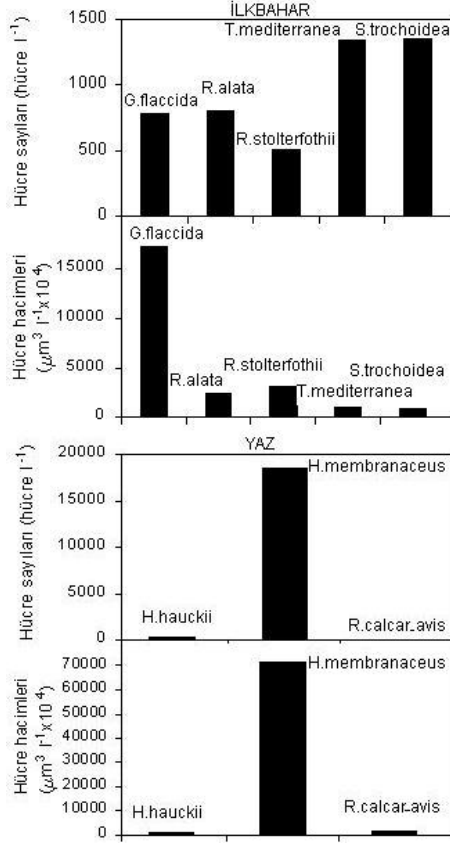 İLKBAHAR
Hücre sayıları (hücre l⁻¹)
1500
1000
500
0
G.flaccida
R.alata
R.stolterfothii
T.mediterranea
S.trochoidea
Hücre hacimleri
(µm³ l⁻¹x10⁴)
15000
10000
5000
0
G.flaccida
R.alata
R.stolterfothii
T.mediterranea
S.trochoidea
YAZ
Hücre sayıları (hücre l⁻¹)
20000
15000
10000
5000
0
H.hauckii
H.membranaceus
R.calcar-avis
Hücre hacimleri
(µm³ l⁻¹x10⁴)
70000
60000
50000
40000
30000
20000
10000
0
H.hauckii
H.membranaceus
R.calcar-avis